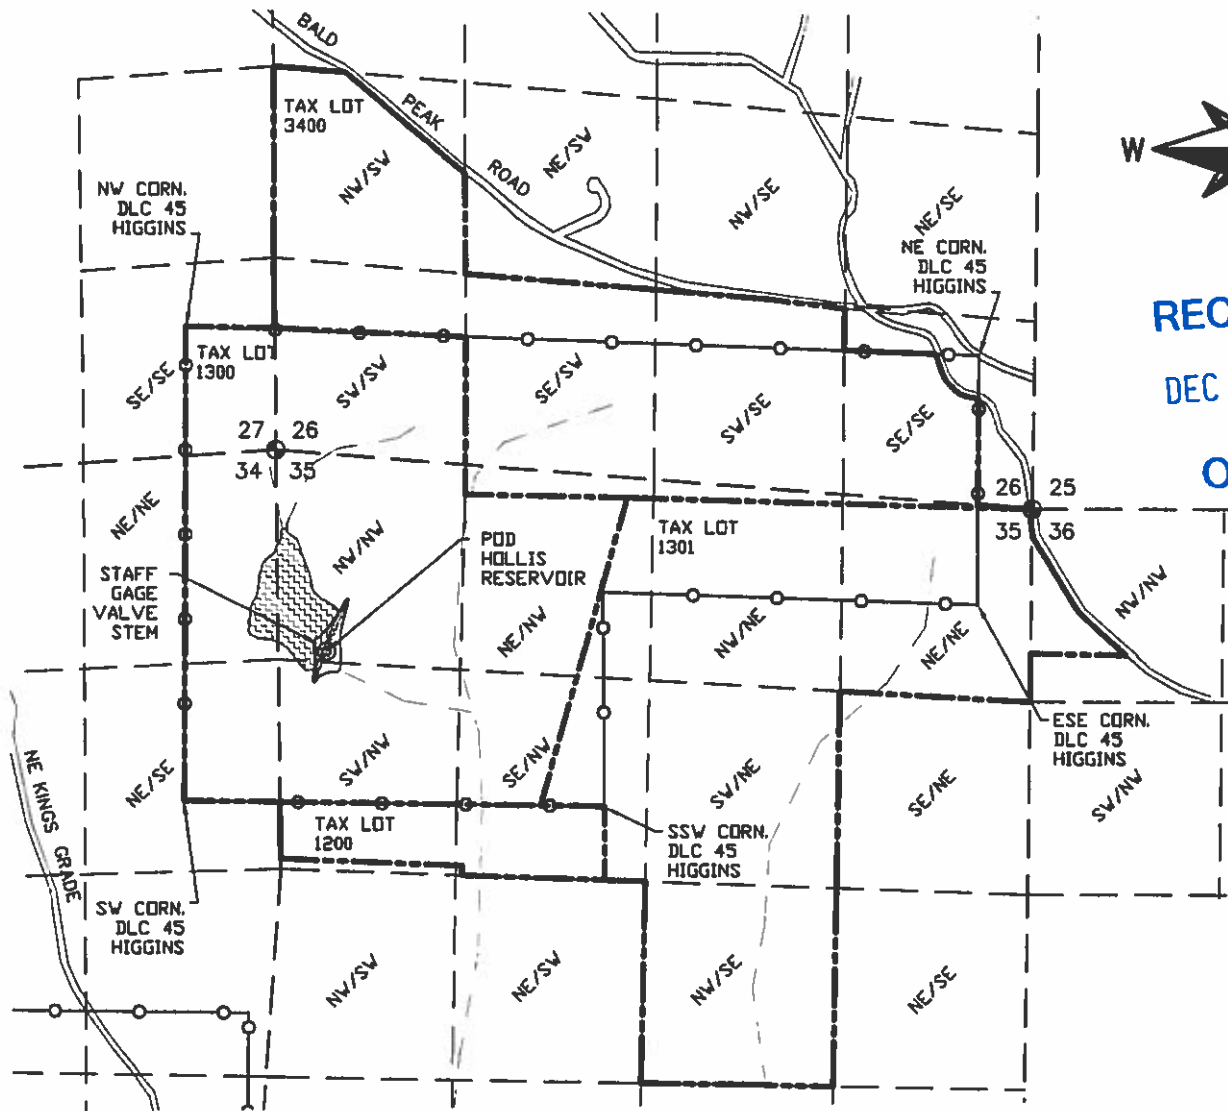 BALD
PEAK
ROAD
TAX LOT
3400
NW/SW
NE/SW
NW/SE
NE/SE
W
NW CORN.
DLC 45
HIGGINS
NE CORN.
DLC 45
HIGGINS
REC
DEC
O
TAX LOT
1300
SE/SE
SW/SW
SE/SW
SW/SE
SE/SE
27 26
34 35
26 25
35 36
NE/NE
NW/NW
POD
HOLLIS
RESERVOIR
TAX LOT
1301
STAFF
GAGE
VALVE
STEM
NE/NW
NW/NE
NE/NE
NW/NW
ESE CORN.
DLC 45
HIGGINS
NE KINGS GRADE
NE/SE
SW/NW
SE/NW
SW/NE
SE/NE
SW/NW
TAX LOT
1200
SSW CORN.
DLC 45
HIGGINS
SW CORN.
DLC 45
HIGGINS
NW/SW
NE/SW
NW/SE
NE/SE